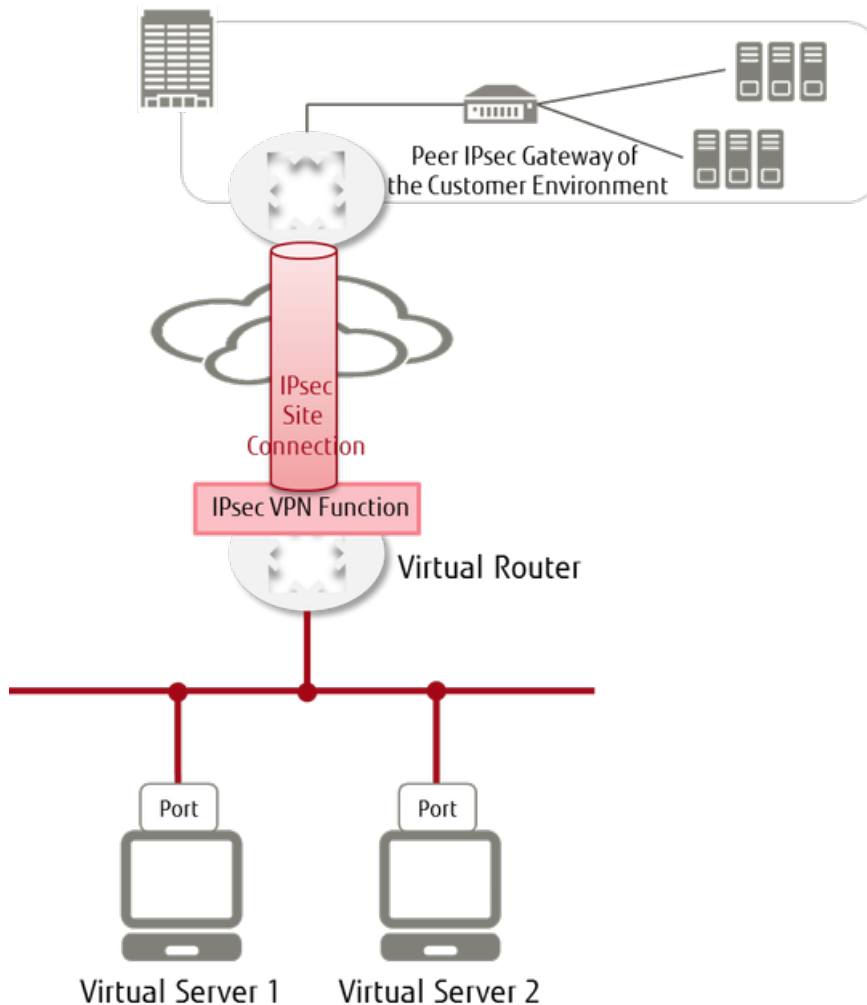 Peer IPsec Gateway of
the Customer Environment
IPsec
Site
Connection
IPsec VPN Function
Virtual Router
Port
Port
Virtual Server 1
Virtual Server 2